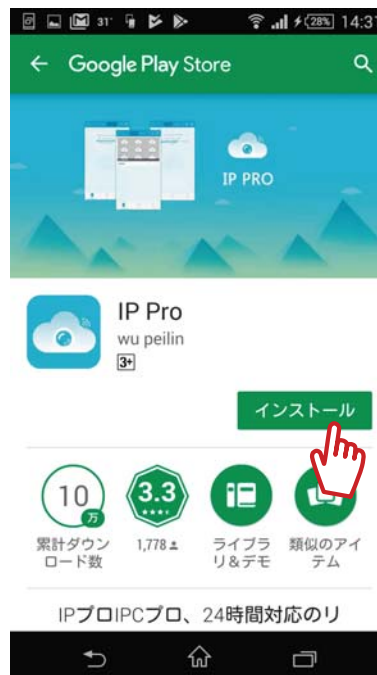 31°
28%
14:31
Google Play Store
IP PRO
IP Pro
wu peilin
3+
インストール
10
万
3.3
累計ダウン
ロード数
1,778
ライブラ
リ&デモ
類似のアイ
テム
IPプロIPCプロ、24時間対応のリ